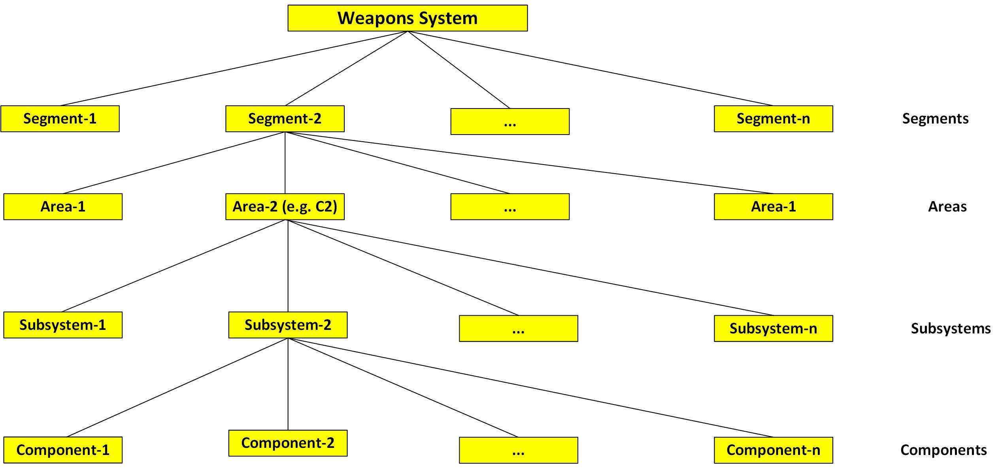 Weapons System
Segment-1
Segment-2
...
Segment-n
Segments
Area-1
Area-2 (e.g. C2)
...
Area-1
Areas
Subsystem-1
Subsystem-2
...
Subsystem-n
Subsystems
Component-1
Component-2
...
Component-n
Components